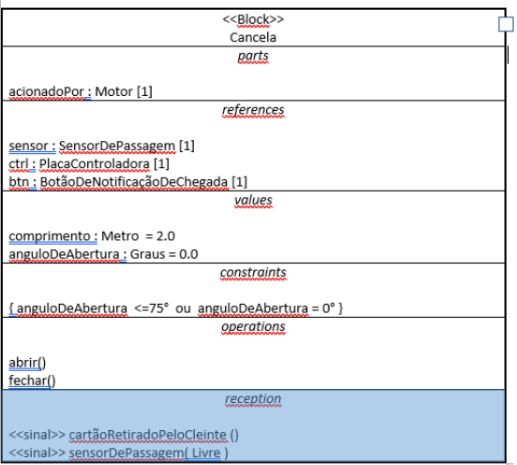 <<Block>>
Cancela
parts
acionadoPor : Motor [1]
references
sensor : SensorDePassagem [1]
ctrl : PlacaControladora [1]
btn : BotãoDeNotificaçãoDeChegada [1]
values
comprimento : Metro = 2.0
anguloDeAbertura : Graus = 0.0
constraints
{ anguloDeAbertura <=75° ou anguloDeAbertura = 0° }
operations
abrir()
fechar()
reception
<<sinal>> cartãoRetiradoPeloCleinte ()
<<sinal>> sensorDePassagem( Livre )